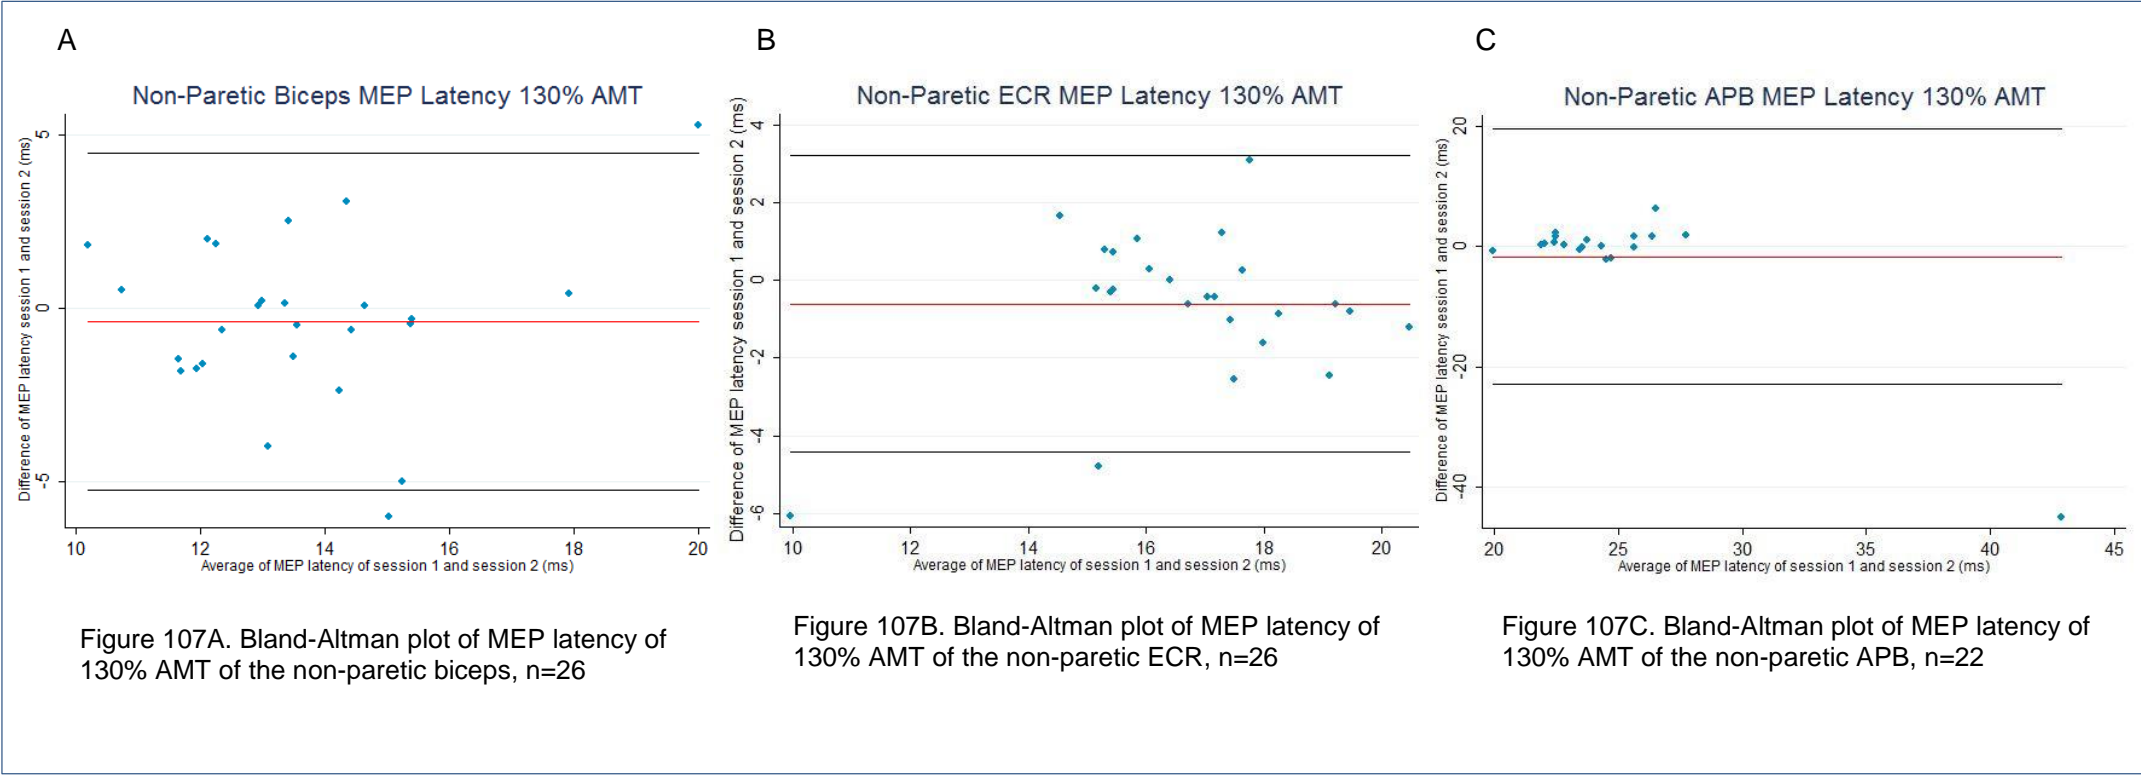 A
Non-Paretic Biceps MEP Latency 130% AMT
Difference of MEP latency session 1 and session 2 (ms)
5
0
-5
10 12 14 16 18 20
Average of MEP latency of session 1 and session 2 (ms)
Figure 107A. Bland-Altman plot of MEP latency of
130% AMT of the non-paretic biceps, n=26
B
Non-Paretic ECR MEP Latency 130% AMT
Difference of MEP latency session 1 and session 2 (ms)
4
2
0
-2
-4
-6
10 12 14 16 18 20
Average of MEP latency of session 1 and session 2 (ms)
Figure 107B. Bland-Altman plot of MEP latency of
130% AMT of the non-paretic ECR, n=26
C
Non-Paretic APB MEP Latency 130% AMT
Difference of MEP latency session 1 and session 2 (ms)
20
0
-20
-40
20 25 30 35 40 45
Average of MEP latency of session 1 and session 2 (ms)
Figure 107C. Bland-Altman plot of MEP latency of
130% AMT of the non-paretic APB, n=22